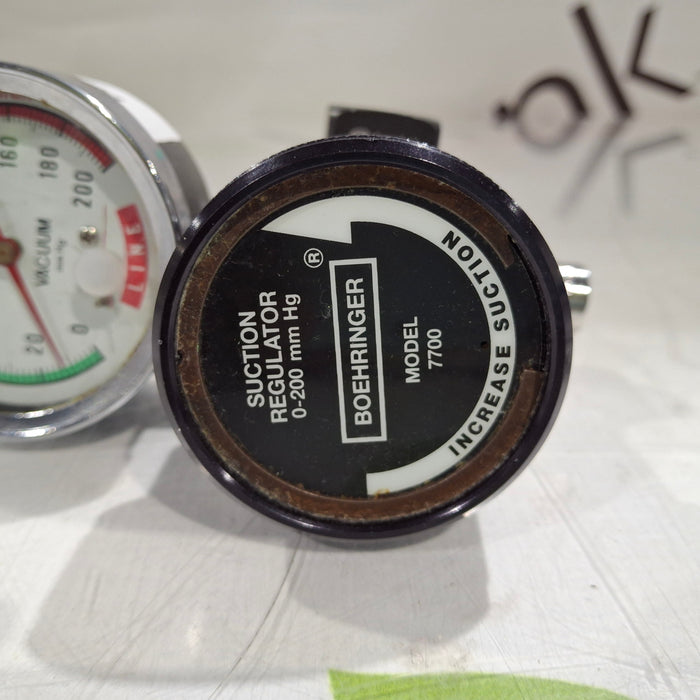 SUCTION
REGULATOR
0-200 mm Hg
®
BOEHRINGER
MODEL
7700
INCREASE SUCTION
160
180
200
VACUUM
mm Hg
LINE
0
20
ok